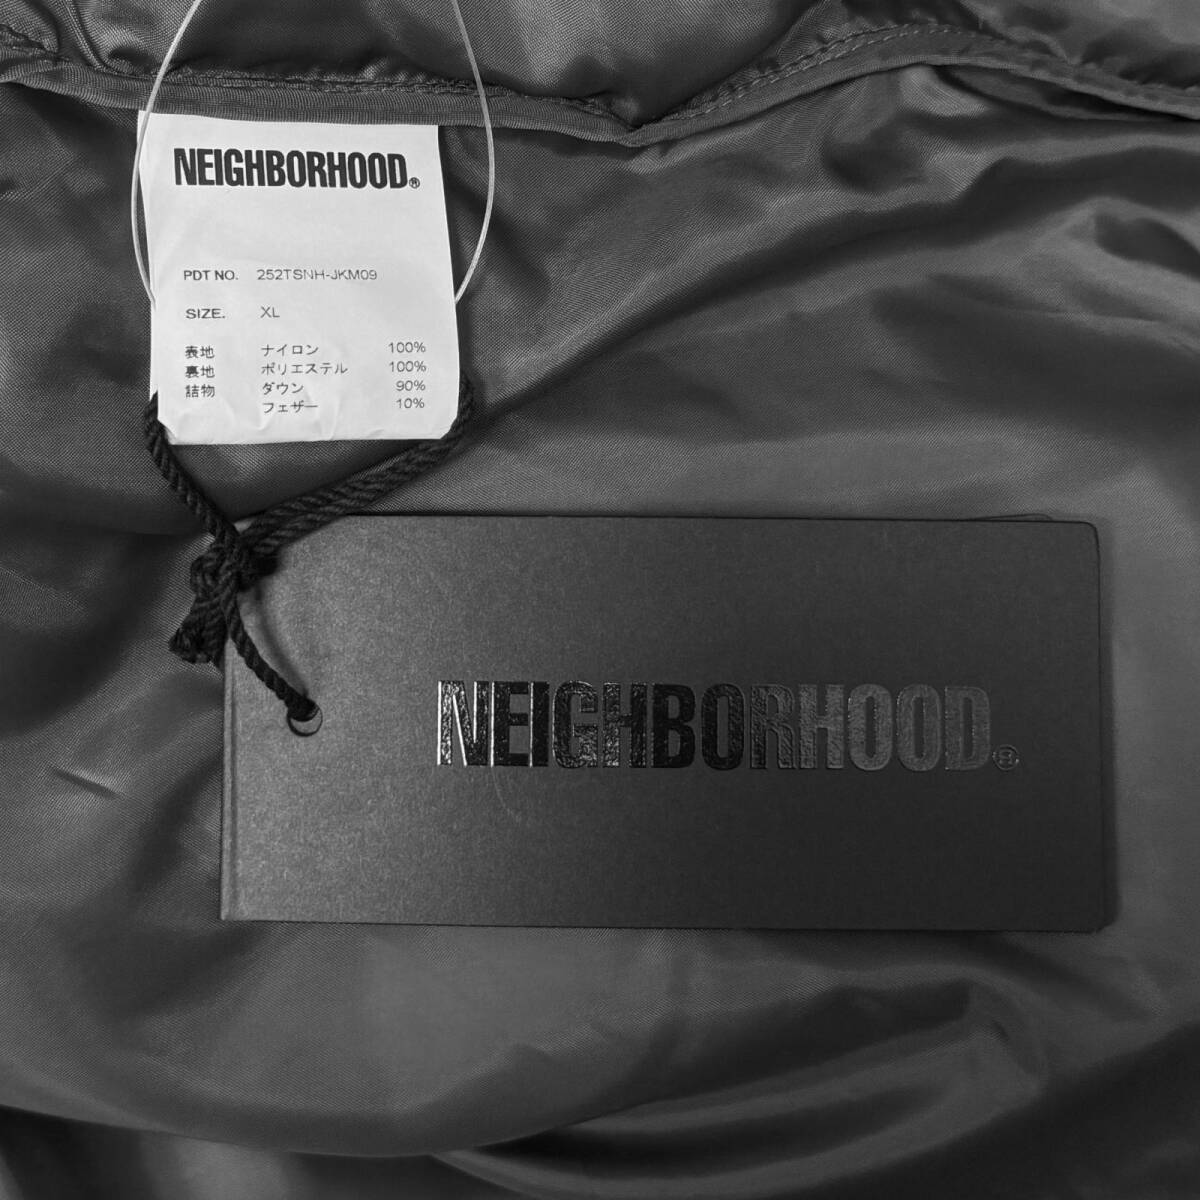 NEIGHBORHOOD®
PDT NO. 252TSNH-JKM09
SIZE. XL
表地 ナイロン 100%
裏地 ポリエステル 100%
詰物 ダウン 90%
フェザー 10%
NEIGHBORHOOD®